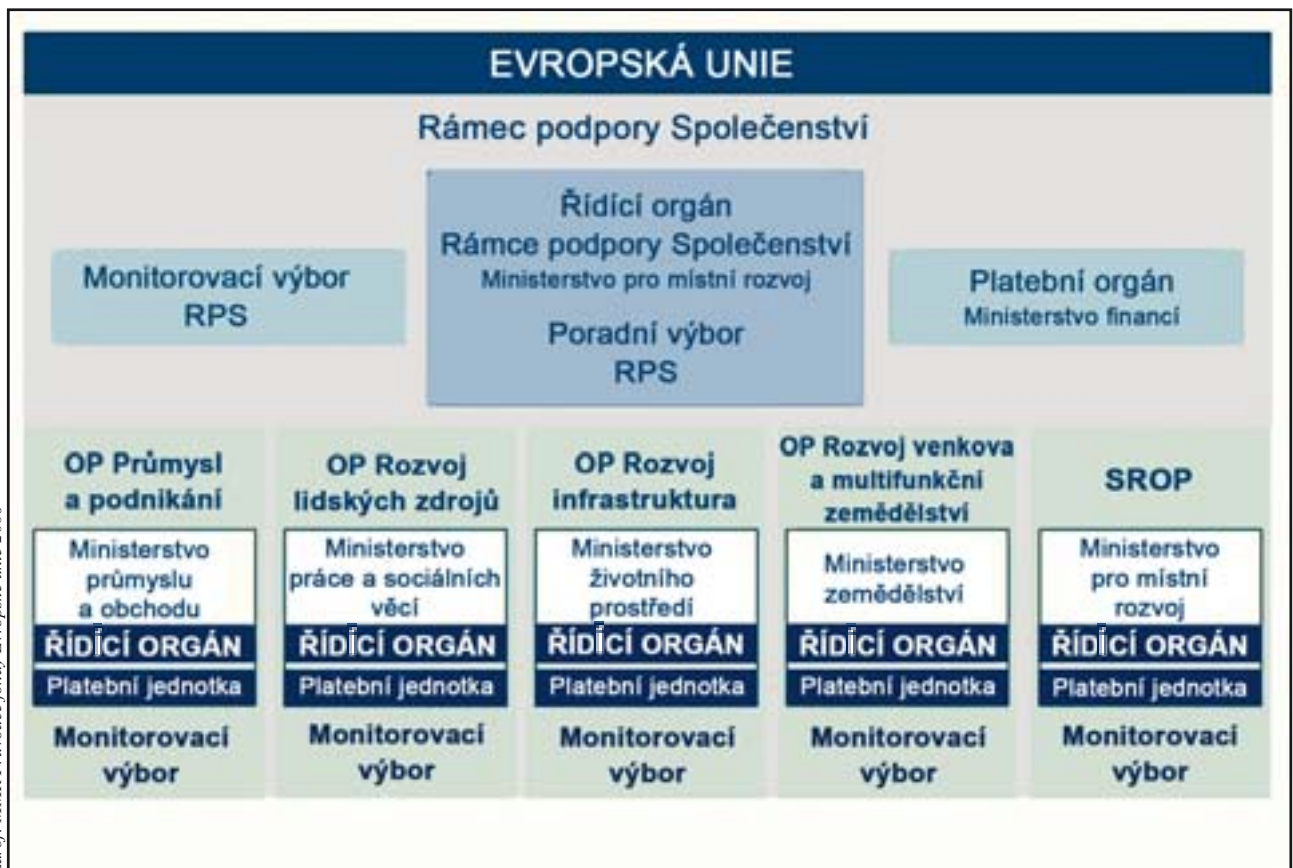 EVROPSKÁ UNIE
Rámec podpory Společenství
Řídící orgán
Rámce podpory Společenství
Ministerstvo pro místní rozvoj
Poradní výbor
RPS
Monitorovací výbor
RPS
Platební orgán
Ministerstvo financí
OP Průmysl
a podnikání
Ministerstvo
průmyslu
a obchodu
ŘÍDÍCÍ ORGÁN
Platební jednotka
Monitorovací
výbor
OP Rozvoj
lidských zdrojů
Ministerstvo
práce a sociálních
věcí
ŘÍDÍCÍ ORGÁN
Platební jednotka
Monitorovací
výbor
OP Rozvoj
infrastruktura
Ministerstvo
životního
prostředí
ŘÍDÍCÍ ORGÁN
Platební jednotka
Monitorovací
výbor
OP Rozvoj venkova
a multifunkční
zemědělství
Ministerstvo
zemědělství
ŘÍDÍCÍ ORGÁN
Platební jednotka
Monitorovací
výbor
SROP
Ministerstvo
pro místní
rozvoj
ŘÍDÍCÍ ORGÁN
Platební jednotka
Monitorovací
výbor